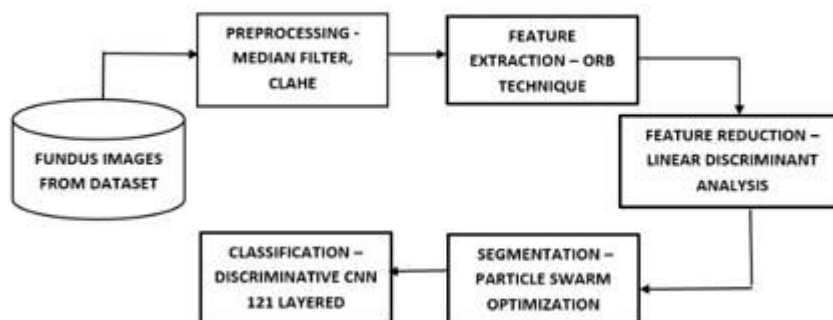 FUNDUS IMAGES
FROM DATASET
PREPROCESSING -
MEDIAN FILTER,
CLAHE
FEATURE
EXTRACTION – ORB
TECHNIQUE
FEATURE REDUCTION –
LINEAR DISCRIMINANT
ANALYSIS
SEGMENTATION –
PARTICLE SWARM
OPTIMIZATION
CLASSIFICATION –
DISCRIMINATIVE CNN
121 LAYERED